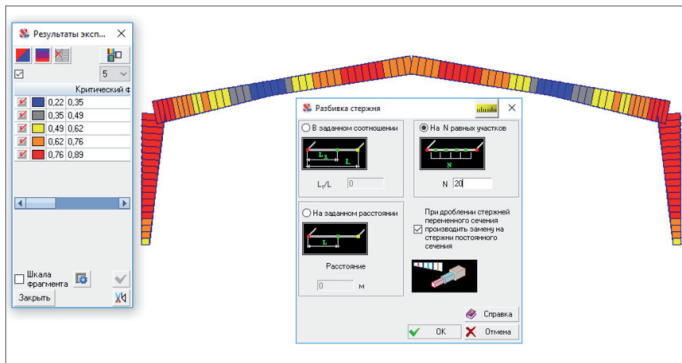 Результаты эксп...
5
Критический ф
0,22 0,35
0,35 0,49
0,49 0,62
0,62 0,76
0,76 0,89
Шкала
фрагмента
Закрыть
Разбивка стержня
В заданном соотношении
L₁
L
L₁/L 0
На N равных участков
N
N 20
На заданном расстоянии
L
Расстояние
0 м
При дроблении стержней
переменного сечения
производить замену на
стержни постоянного
сечения
Справка
OK
Отмена